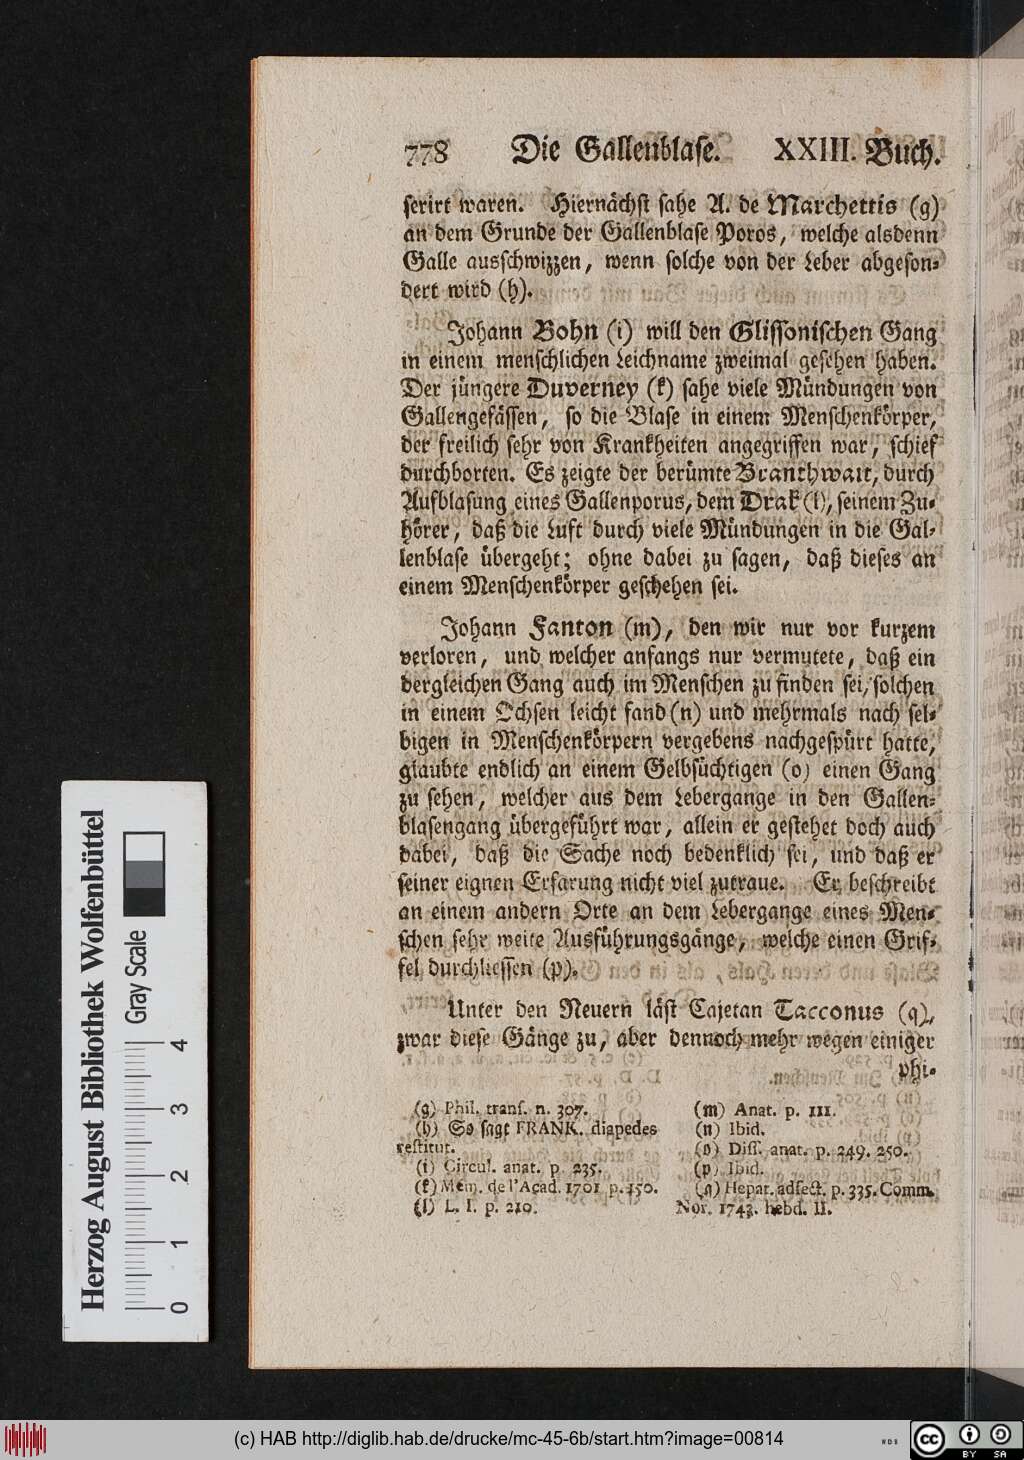 778 Die Gallenblase. XXIII. Buch.
serirt waren. Hiernächst sahe A. de Marchettis (g)
an dem Grunde der Gallenblase Poros, welche alsdenn
Galle ausschwizzen, wenn solche von der Leber abgeson-
dert wird (h).
Johann Bohn (i) will den Glissonischen Gang
in einem menschlichen Leichname zweimal gesehen haben.
Der jüngere Duverney (k) sahe viele Mündungen von
Gallengefässen, so die Blase in einem Menschenkörper,
der freilich sehr von Krankheiten angegriffen war, schief
durchborten. Es zeigte der berümte Branthwait, durch
Aufblasung eines Gallenporus, dem Drak (l), seinem Zu-
hörer, daß die Luft durch viele Mündungen in die Gal-
lenblase übergeht; ohne dabei zu sagen, daß dieses an
einem Menschenkörper geschehen sei.
Johann Fanton (m), den wir nur vor kurzem
verloren, und welcher anfangs nur vermutete, daß ein
dergleichen Gang auch im Menschen zu finden sei, solchen
in einem Ochsen leicht fand (n) und mehrmals nach sel-
bigen in Menschenkörpern vergebens nachgespürt hatte,
glaubte endlich an einem Gelbsüchtigen (o) einen Gang
zu sehen, welcher aus dem Lebergange in den Gallen-
blasengang übergeführt war, allein er gestehet doch auch
dabei, daß die Sache noch bedenklich sei, und daß er
seiner eignen Erfarung nicht viel zutraue. Er beschreibt
an einem andern Orte an dem Lebergange eines Men-
schen sehr weite Ausführungsgänge, welche einen Grif-
fel durchliessen (p).
Unter den Neuern läst Cajetan Tacconus (q),
zwar diese Gänge zu, aber dennoch mehr wegen einiger
phi-
(g) Phil. transf. n. 307.
(h) So sagt FRANK. diapedes
restitut.
(i) Circul. anat. p. 235.
(k) Mem. de l'Acad. 1701 p. 150.
(l) L. I. p. 210.
(m) Anat. p. 111.
(n) Ibid.
(o) Diss. anat. p. 249. 250.
(p) Ibid.
(q) Hepat. adfect. p. 335. Comm.
Nor. 1743. hebd. II.
Herzog August Bibliothek Wolfenbüttel
Gray Scale
0 1 2 3 4
(c) HAB http://diglib.hab.de/drucke/mc-45-6b/start.htm?image=00814
WDB
cc BY SA